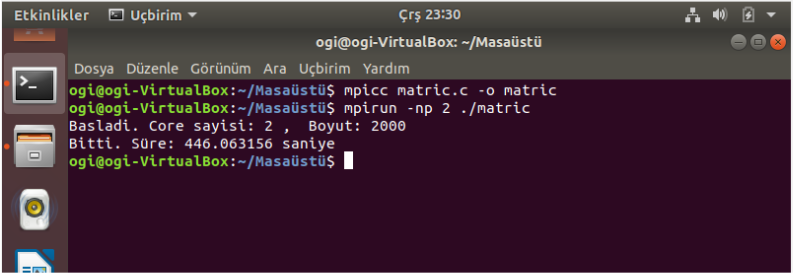 Etkinlikler Uçbirim Çrş 23:30
ogi@ogi-VirtualBox: ~/Masaüstü
Dosya Düzenle Görünüm Ara Uçbirim Yardım
ogi@ogi-VirtualBox:~/Masaüstü$ mpicc matric.c -o matric
ogi@ogi-VirtualBox:~/Masaüstü$ mpirun -np 2 ./matric
Basladi. Core sayisi: 2 ,  Boyut: 2000
Bitti. Süre: 446.063156 saniye
ogi@ogi-VirtualBox:~/Masaüstü$